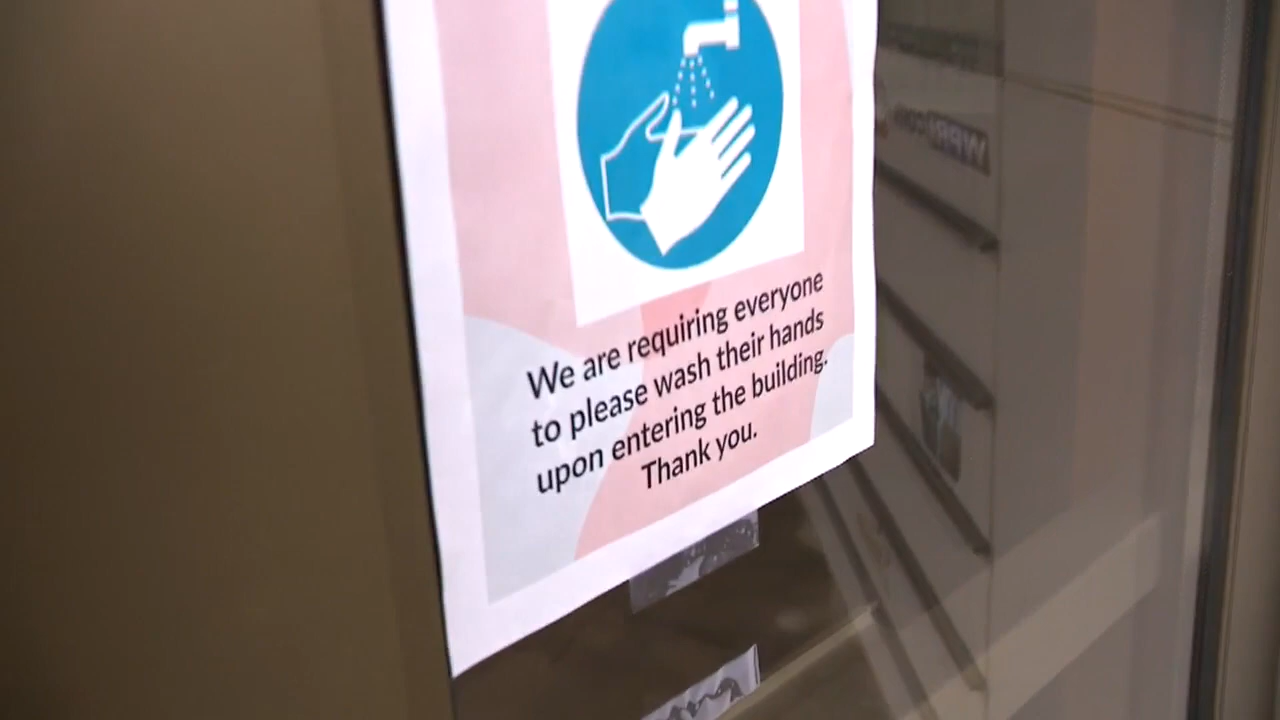 We are requiring everyone
to please wash their hands
upon entering the building.
Thank you.